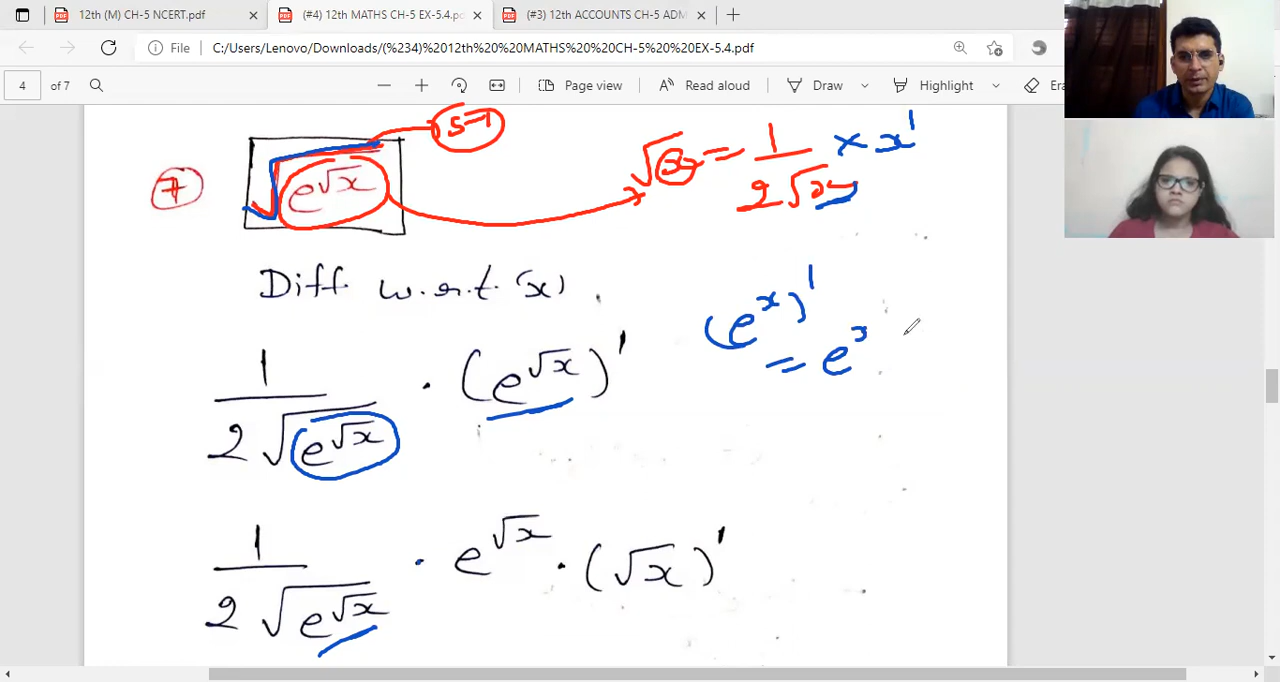 12th (M) CH-5 NCERT.pdf
(#4) 12th MATHS CH-5 EX-5.4.p
(#3) 12th ACCOUNTS CH-5 ADM
File C:/Users/Lenovo/Downloads/(%234)%2012th%20%20MATHS%20%20CH-5%20%20EX-5.4.pdf
4 of 7 Page view Read aloud Draw Highlight Era
⑦ √(e^√x) √x = 1/(2√x) × x'
Diff. w.r.t. (x)
1/(2√(e^√x)) · (e^√x)'
(e^x)'
= e^x
1/(2√(e^√x)) · e^√x · (√x)'